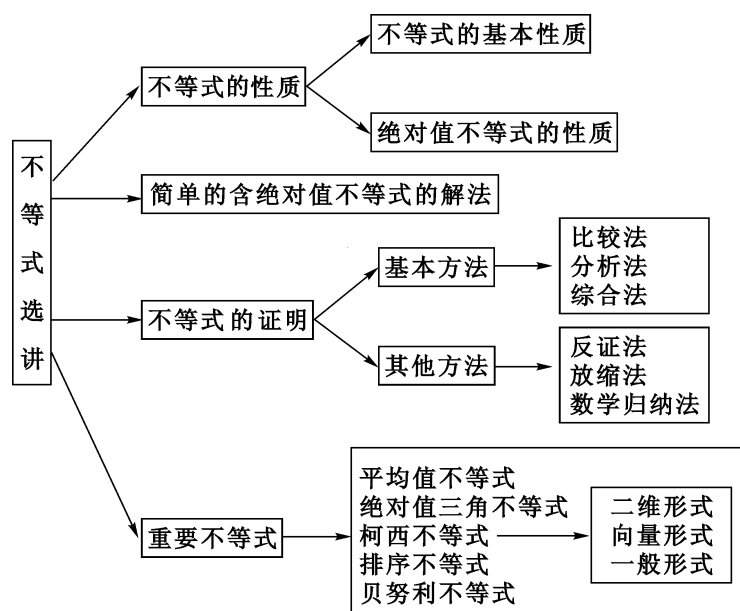 不等式选讲
不等式的性质
不等式的基本性质
绝对值不等式的性质
简单的含绝对值不等式的解法
不等式的证明
基本方法
比较法
分析法
综合法
其他方法
反证法
放缩法
数学归纳法
重要不等式
平均值不等式
绝对值三角不等式
柯西不等式
排序不等式
贝努利不等式
二维形式
向量形式
一般形式